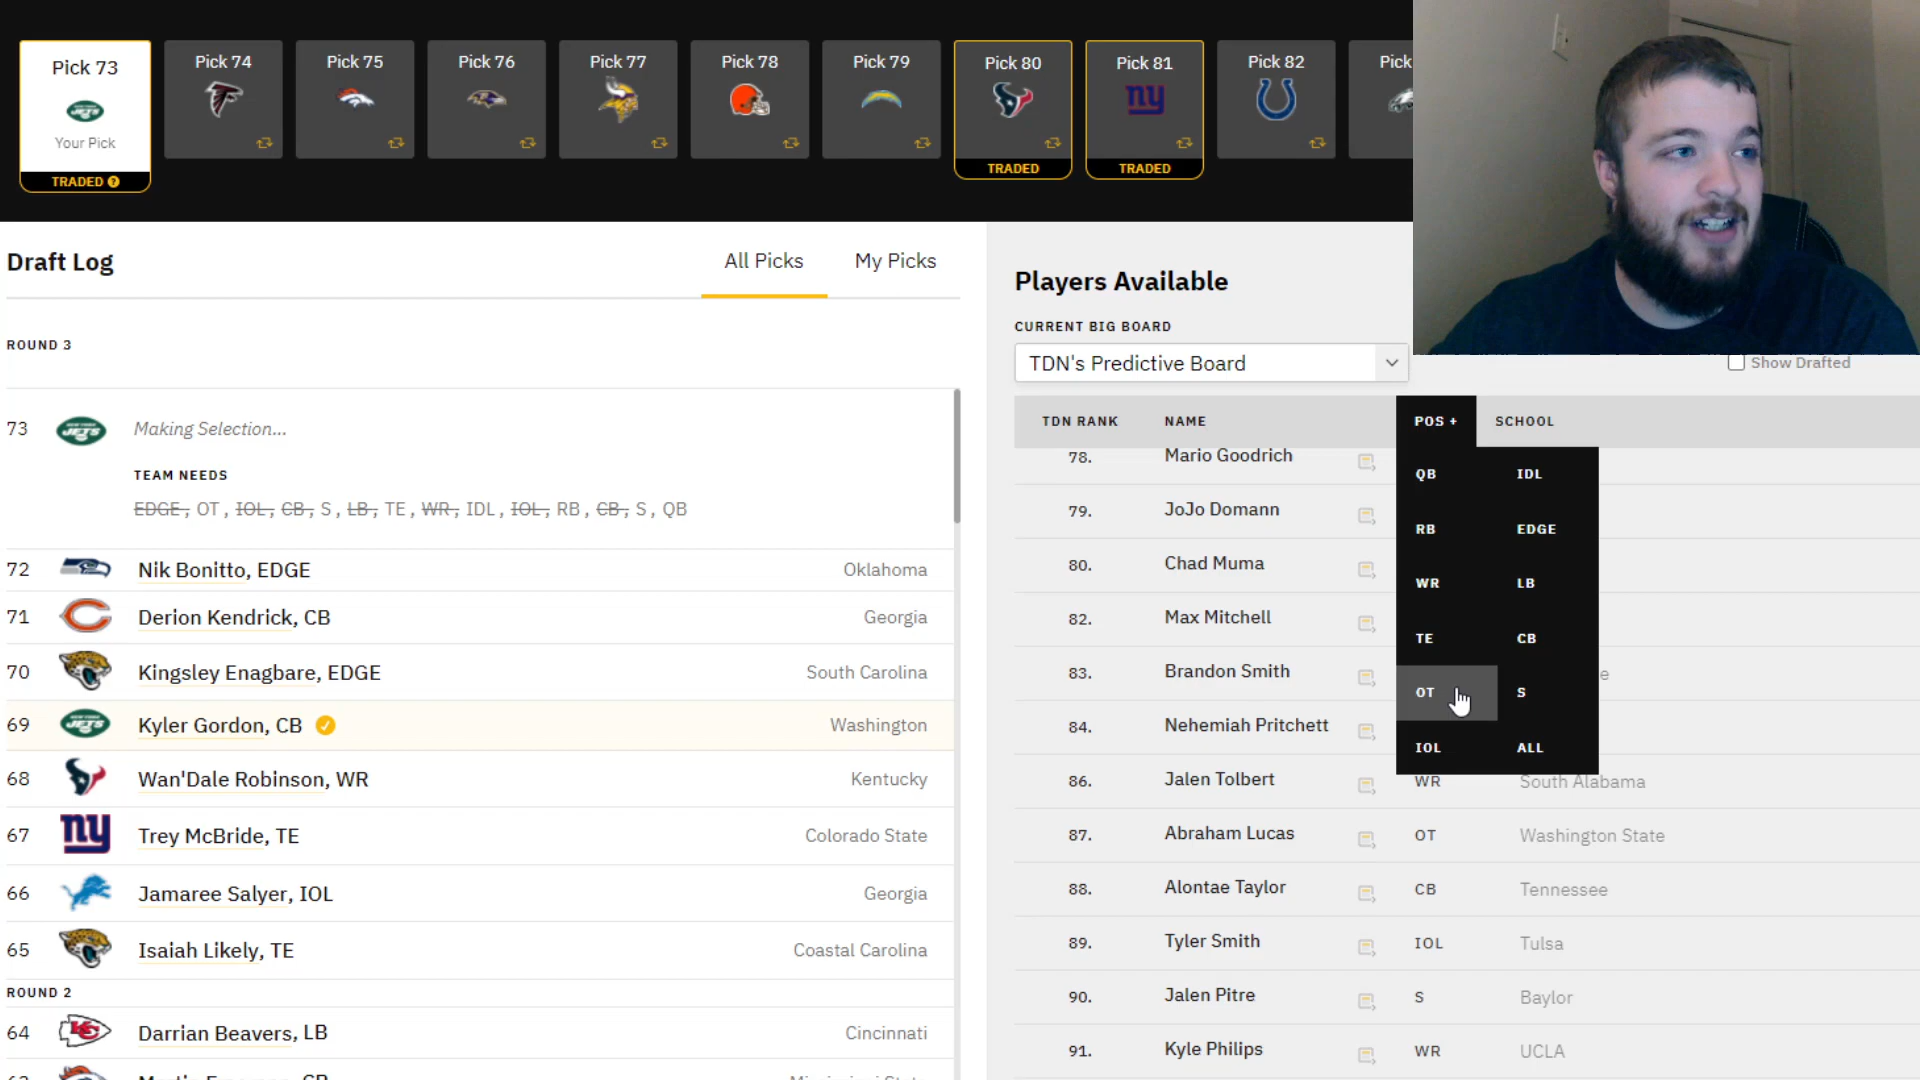 Pick 73
Your Pick
TRADED ?
Pick 74
Pick 75
Pick 76
Pick 77
Pick 78
Pick 79
Pick 80
TRADED
Pick 81
TRADED
Pick 82
Pick
JETS
ny
Draft Log
All Picks
My Picks
ROUND 3
73
JETS
Making Selection...
TEAM NEEDS
EDGE , OT , IOL , CB , S , LB , TE , WR , IDL , IOL , RB , CB , S , QB
72 Nik Bonitto, EDGE Oklahoma
71 Derion Kendrick, CB Georgia
70 Kingsley Enagbare, EDGE South Carolina
69 JETS Kyler Gordon, CB Washington
68 Wan'Dale Robinson, WR Kentucky
67 ny Trey McBride, TE Colorado State
66 Jamaree Salyer, IOL Georgia
65 Isaiah Likely, TE Coastal Carolina
ROUND 2
64 KC Darrian Beavers, LB Cincinnati
Players Available
CURRENT BIG BOARD
TDN's Predictive Board
Show Drafted
TDN RANK NAME POS + SCHOOL
78. Mario Goodrich
79. JoJo Domann
80. Chad Muma
82. Max Mitchell
83. Brandon Smith e
84. Nehemiah Pritchett
86. Jalen Tolbert WR South Alabama
87. Abraham Lucas OT Washington State
88. Alontae Taylor CB Tennessee
89. Tyler Smith IOL Tulsa
90. Jalen Pitre S Baylor
91. Kyle Philips WR UCLA
QB IDL
RB EDGE
WR LB
TE CB
OT S
IOL ALL